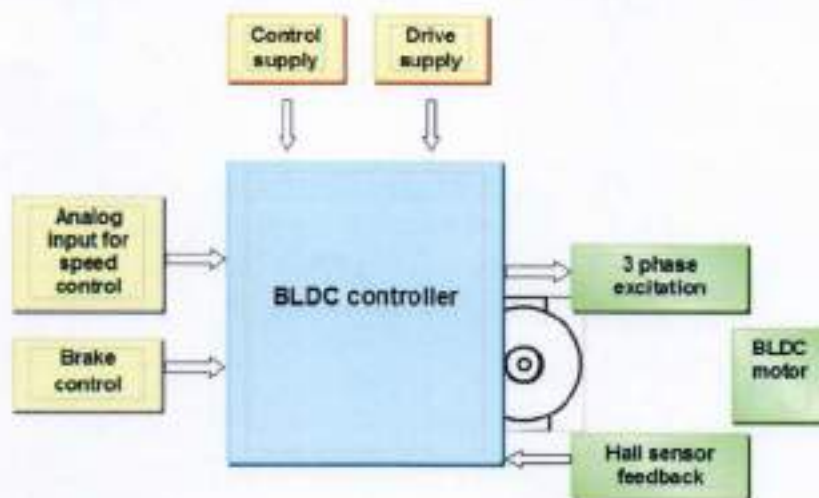 Control
supply
Drive
supply
Analog
input for
speed
control
BLDC controller
3 phase
excitation
Brake
control
BLDC
motor
Hall sensor
feedback